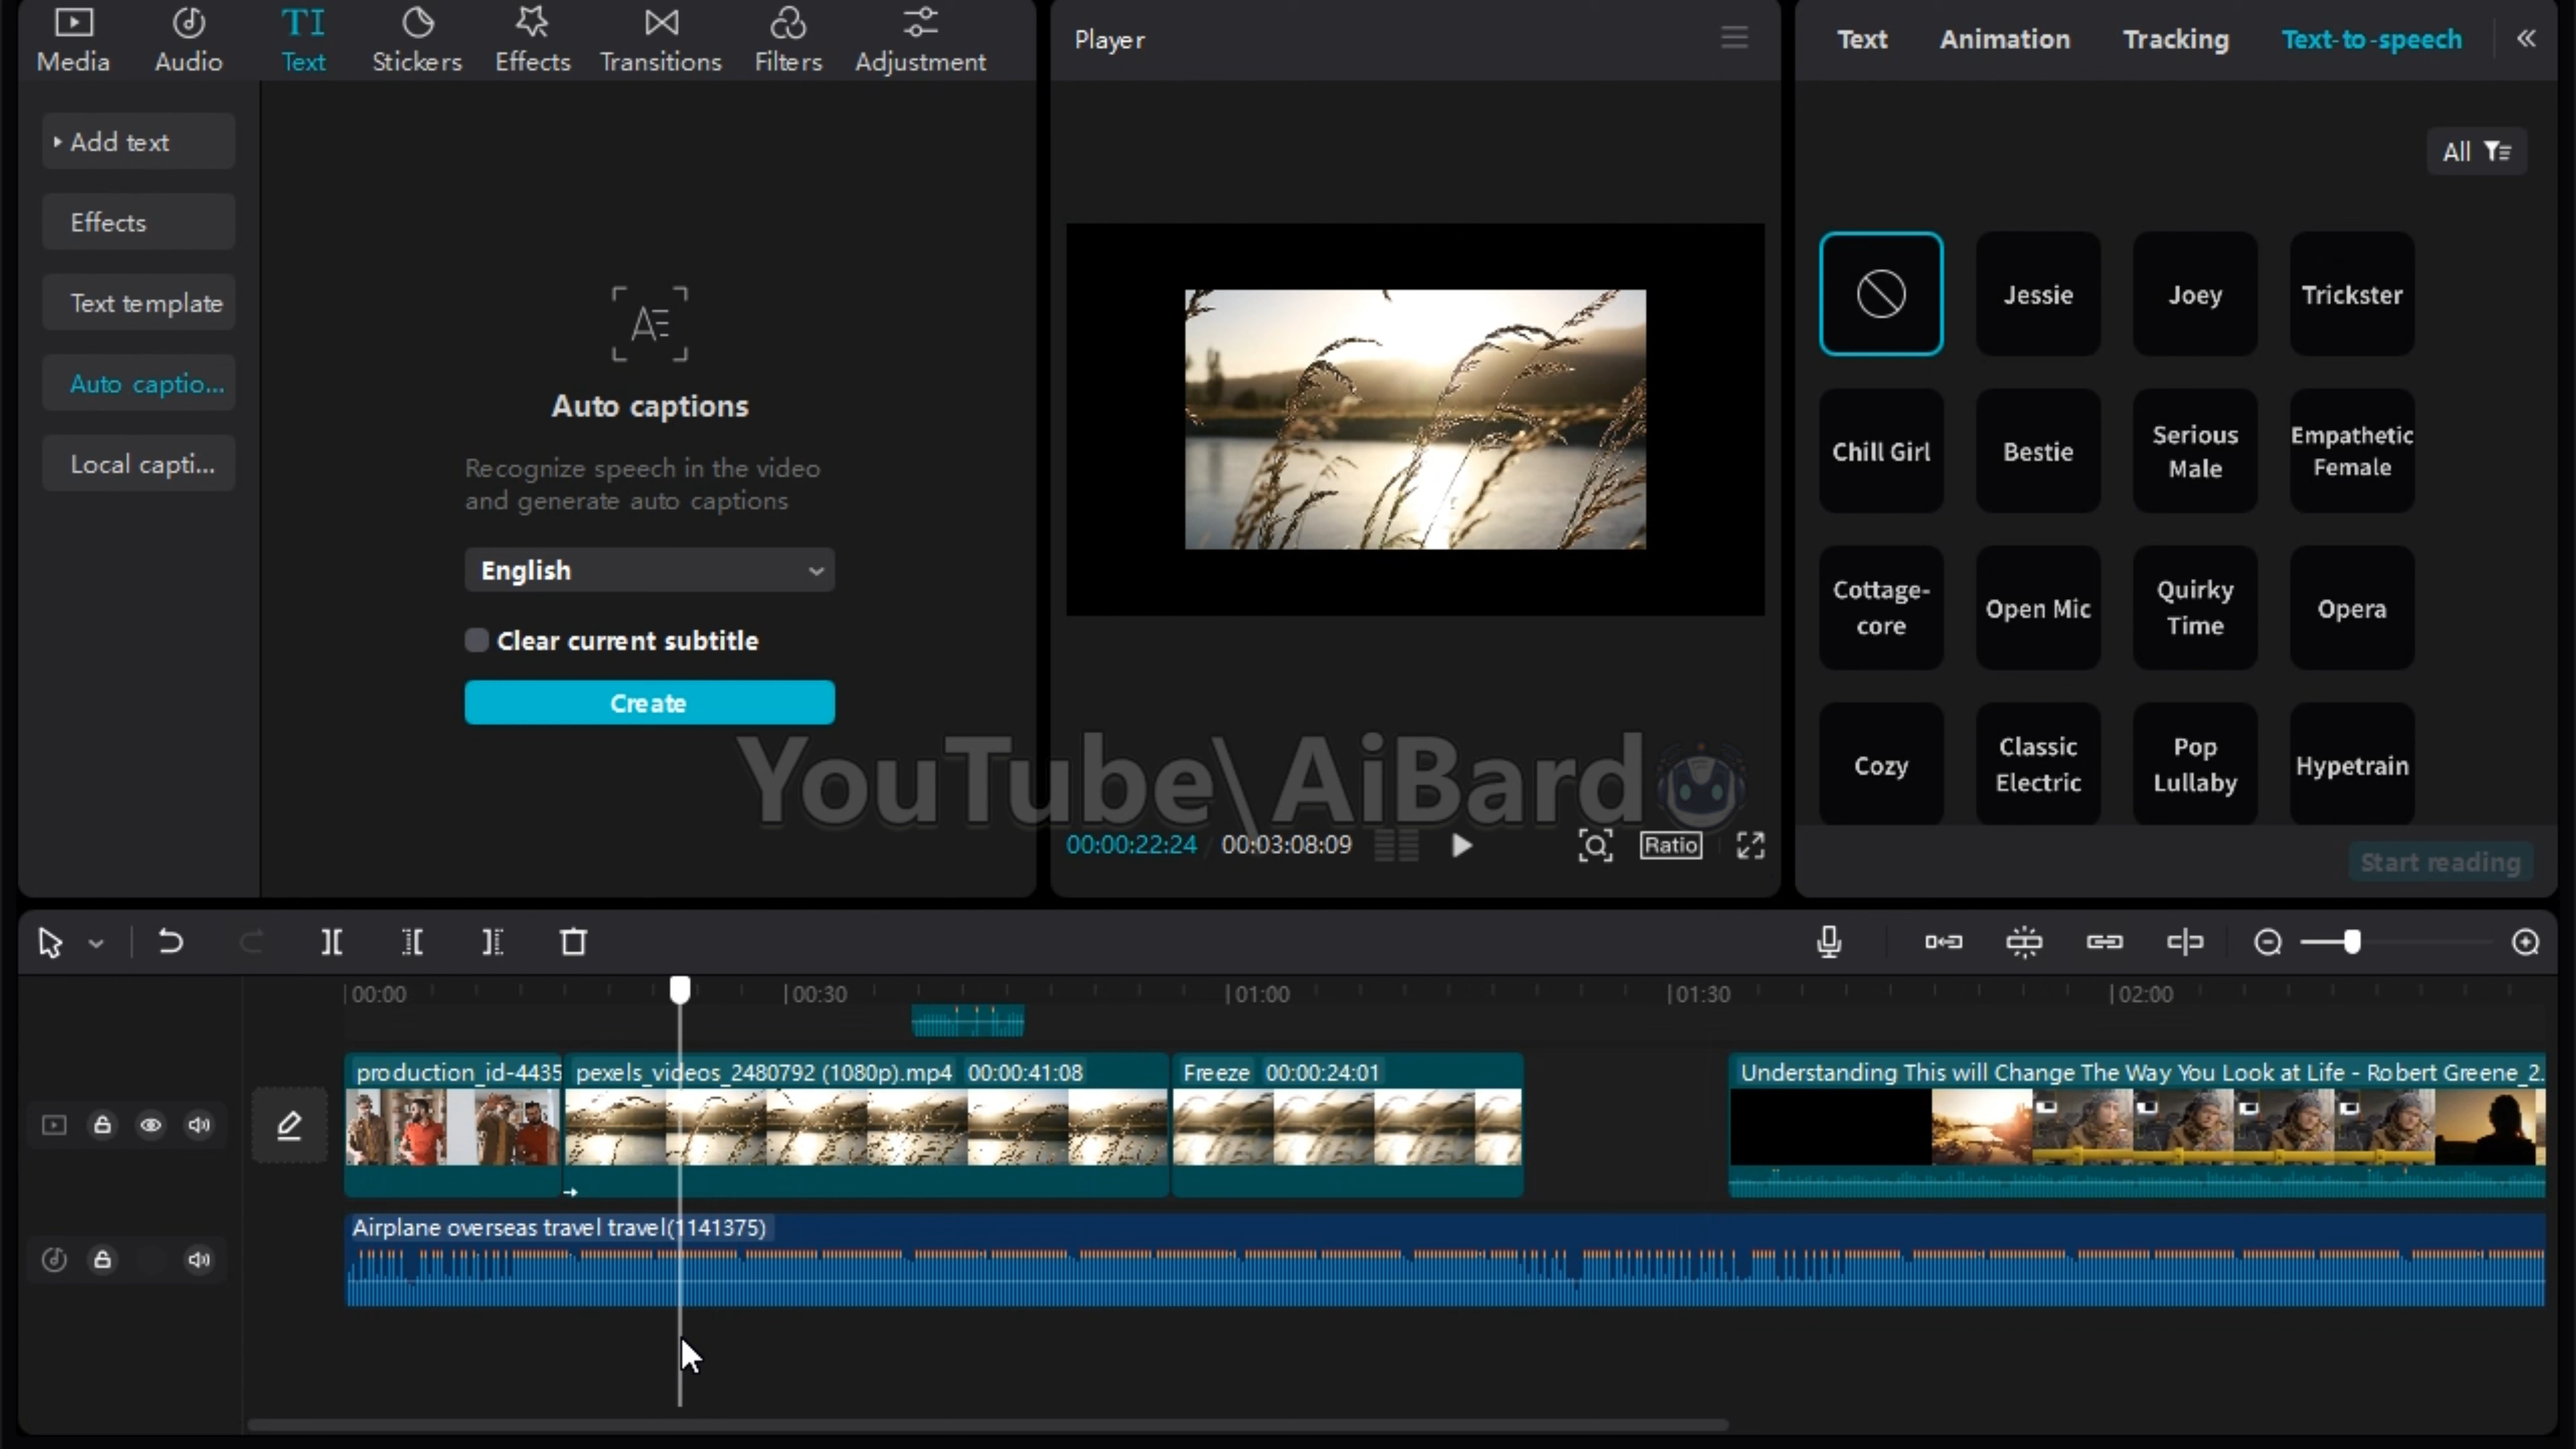 Media Audio TI Text Stickers Effects Transitions Filters Adjustment
Add text
Effects
Text template
Auto captio...
Local capti...
A
Auto captions
Recognize speech in the video
and generate auto captions
English
Clear current subtitle
Create
Player
YouTube\AiBard
00:00:22:24 / 00:03:08:09
Ratio
Text Animation Tracking Text-to-speech
All
Jessie
Joey
Trickster
Chill Girl
Bestie
Serious
Male
Empathetic
Female
Cottage-
core
Open Mic
Quirky
Time
Opera
Cozy
Classic
Electric
Pop
Lullaby
Hypetrain
Start reading
00:00 00:30 01:00 01:30 02:00
production_id-4435
pexels_videos_2480792 (1080p).mp4 00:00:41:08
Freeze 00:00:24:01
Understanding This will Change The Way You Look at Life - Robert Greene_2.
Airplane overseas travel travel(1141375)